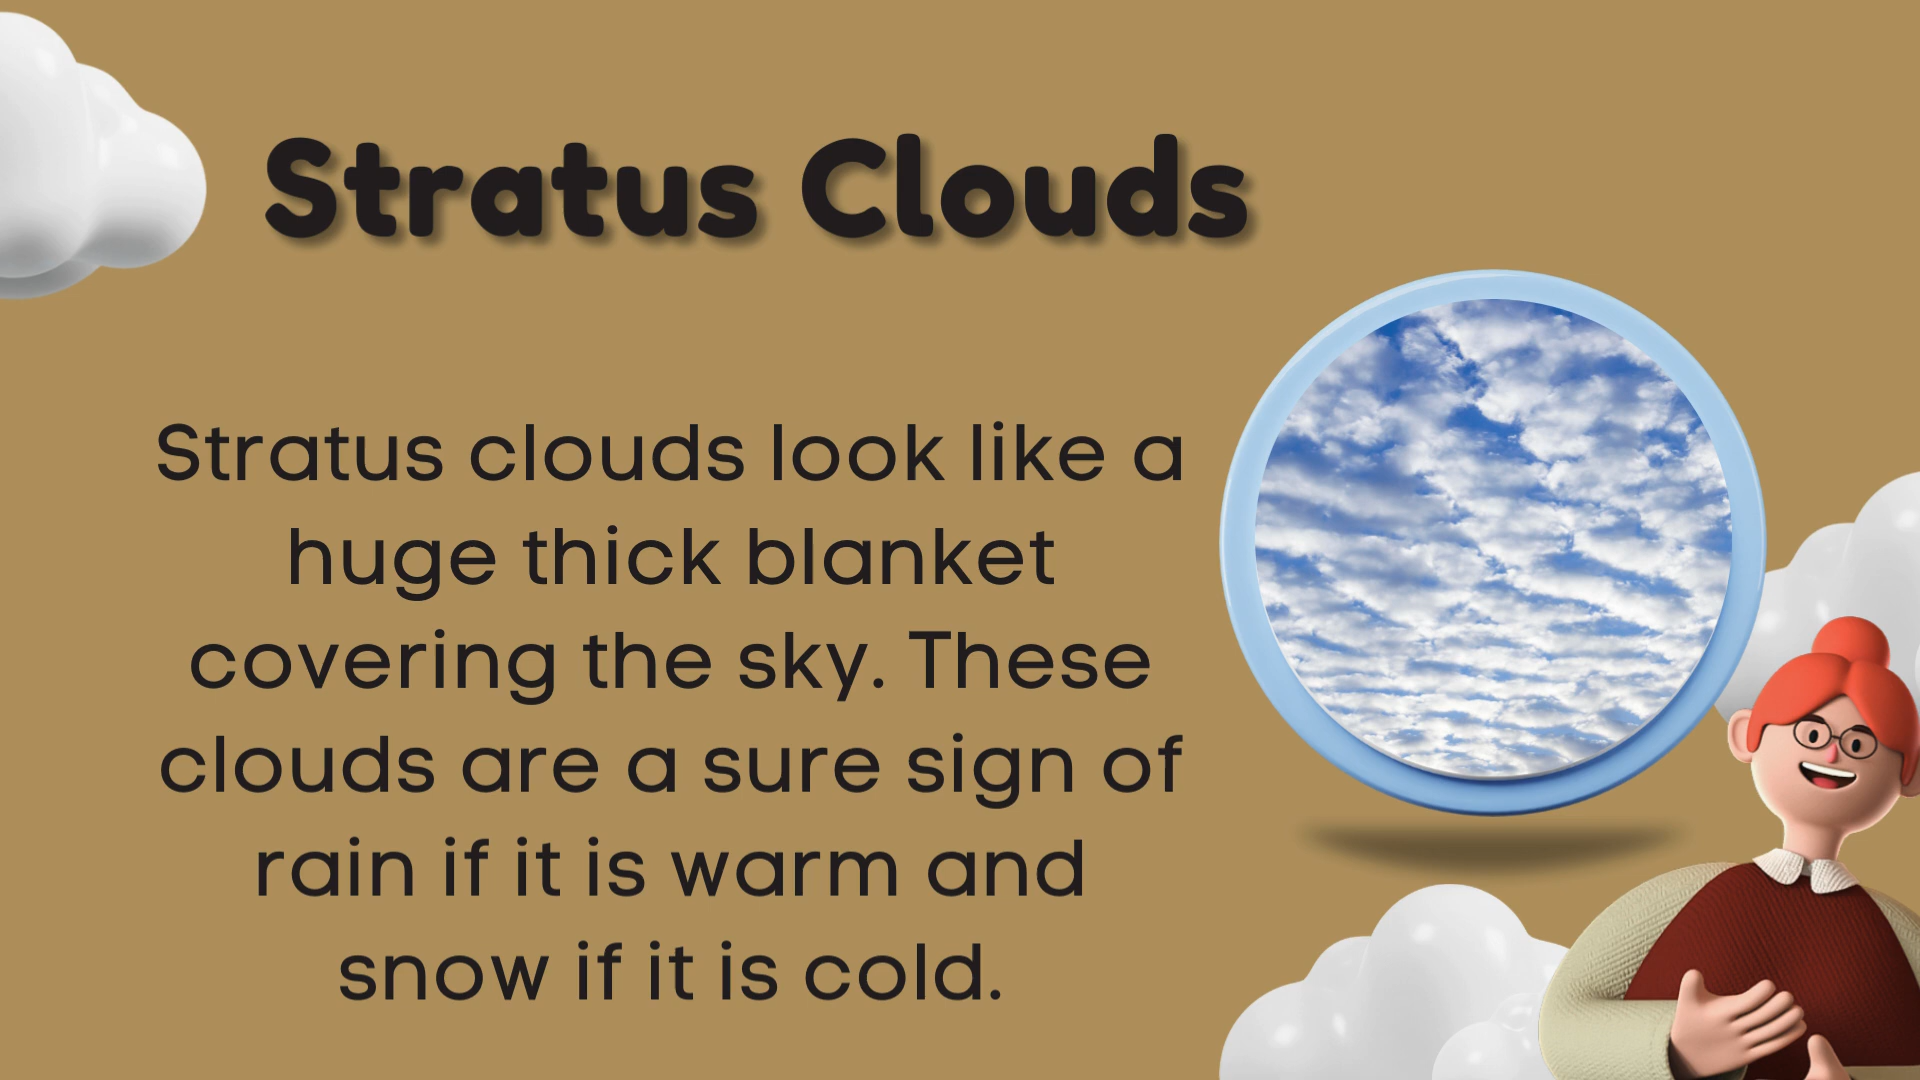 Stratus Clouds
Stratus clouds look like a
huge thick blanket
covering the sky. These
clouds are a sure sign of
rain if it is warm and
snow if it is cold.